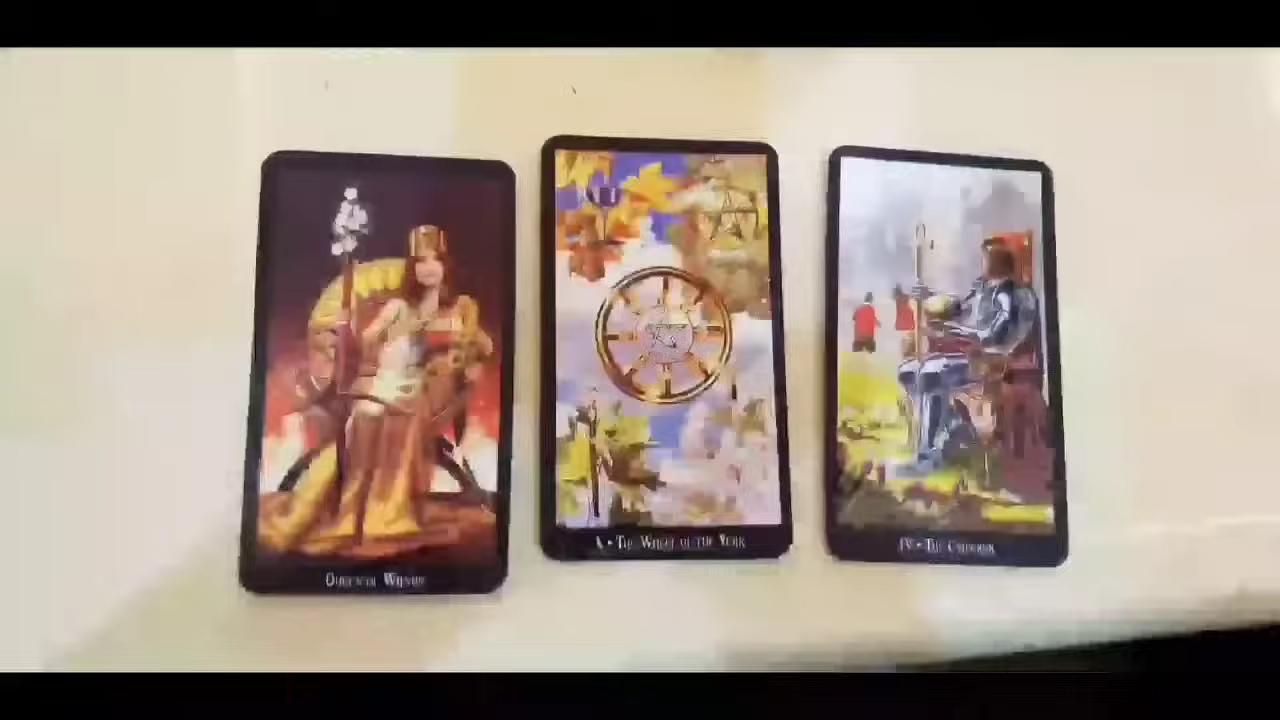 Queen of Wands
X • The Wheel of the Year
IV • The Emperor